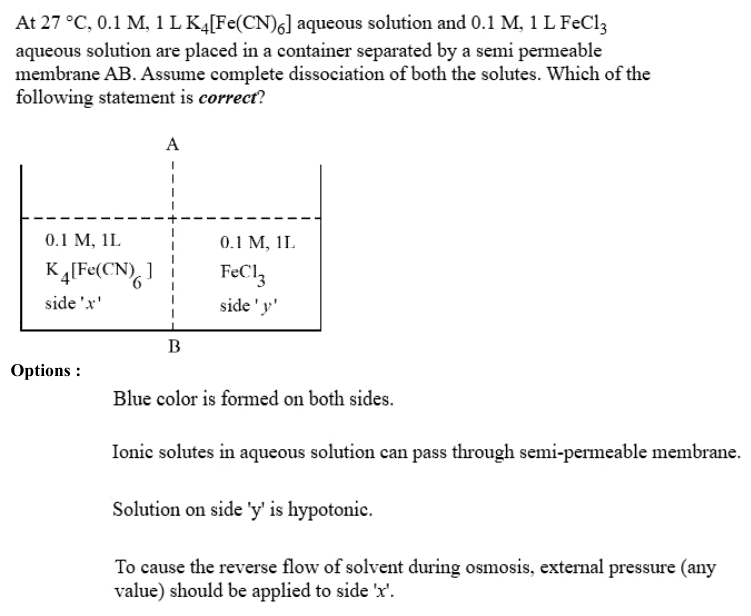 At 27 °C, 0.1 M, 1 L K₄[Fe(CN)₆] aqueous solution and 0.1 M, 1 L FeCl₃
aqueous solution are placed in a container separated by a semi permeable
membrane AB. Assume complete dissociation of both the solutes. Which of the
following statement is correct?
A
0.1 M, 1L
K₄[Fe(CN)₆]
side 'x'
0.1 M, 1L
FeCl₃
side 'y'
B
Options :
Blue color is formed on both sides.
Ionic solutes in aqueous solution can pass through semi-permeable membrane.
Solution on side 'y' is hypotonic.
To cause the reverse flow of solvent during osmosis, external pressure (any
value) should be applied to side 'x'.